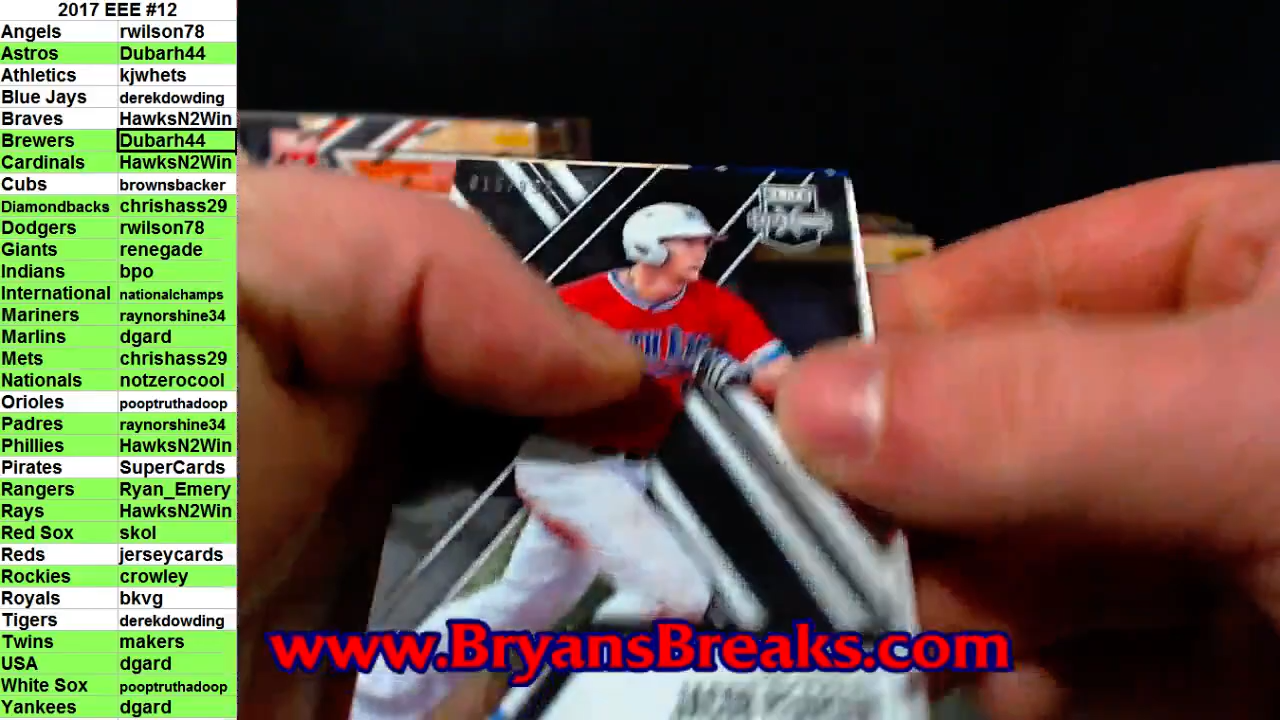 2017 EEE #12
Angels rwilson78
Astros Dubarh44
Athletics kjwhets
Blue Jays derekdowding
Braves HawksN2Win
Brewers Dubarh44
Cardinals HawksN2Win
Cubs brownsbacker
Diamondbacks chrishass29
Dodgers rwilson78
Giants renegade
Indians bpo
International nationalchamps
Mariners raynorshine34
Marlins dgard
Mets chrishass29
Nationals notzerocool
Orioles pooptruthadoop
Padres raynorshine34
Phillies HawksN2Win
Pirates SuperCards
Rangers Ryan_Emery
Rays HawksN2Win
Red Sox skol
Reds jerseycards
Rockies crowley
Royals bkvg
Tigers derekdowding
Twins makers
USA dgard
White Sox pooptruthadoop
Yankees dgard
www.BryansBreaks.com